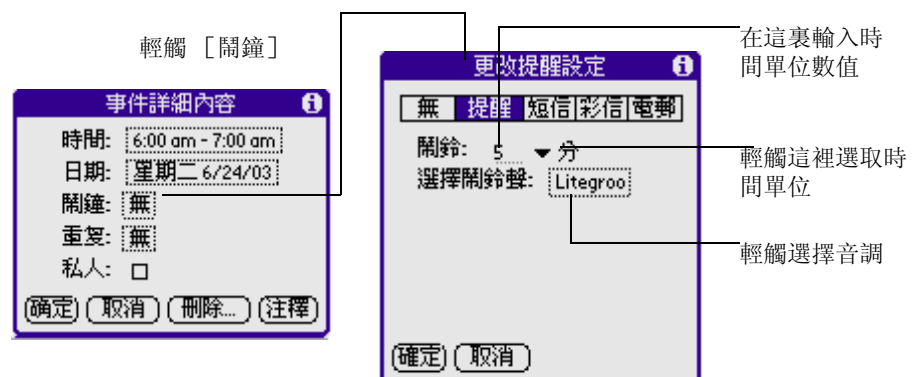 輕觸 ［鬧鐘］
事件詳細內容
時間: 6:00 am - 7:00 am
日期: 星期二 6/24/03
鬧鐘: 無
重复: 無
私人:
确定 取消 刪除... 注釋
更改提醒設定
無 提醒 短信 彩信 電郵
鬧鈴: 5 分
選擇鬧鈴聲: Litegroo
確定 取消
在這裏輸入時
間單位數值
輕觸這裡選取時
間單位
輕觸選擇音調